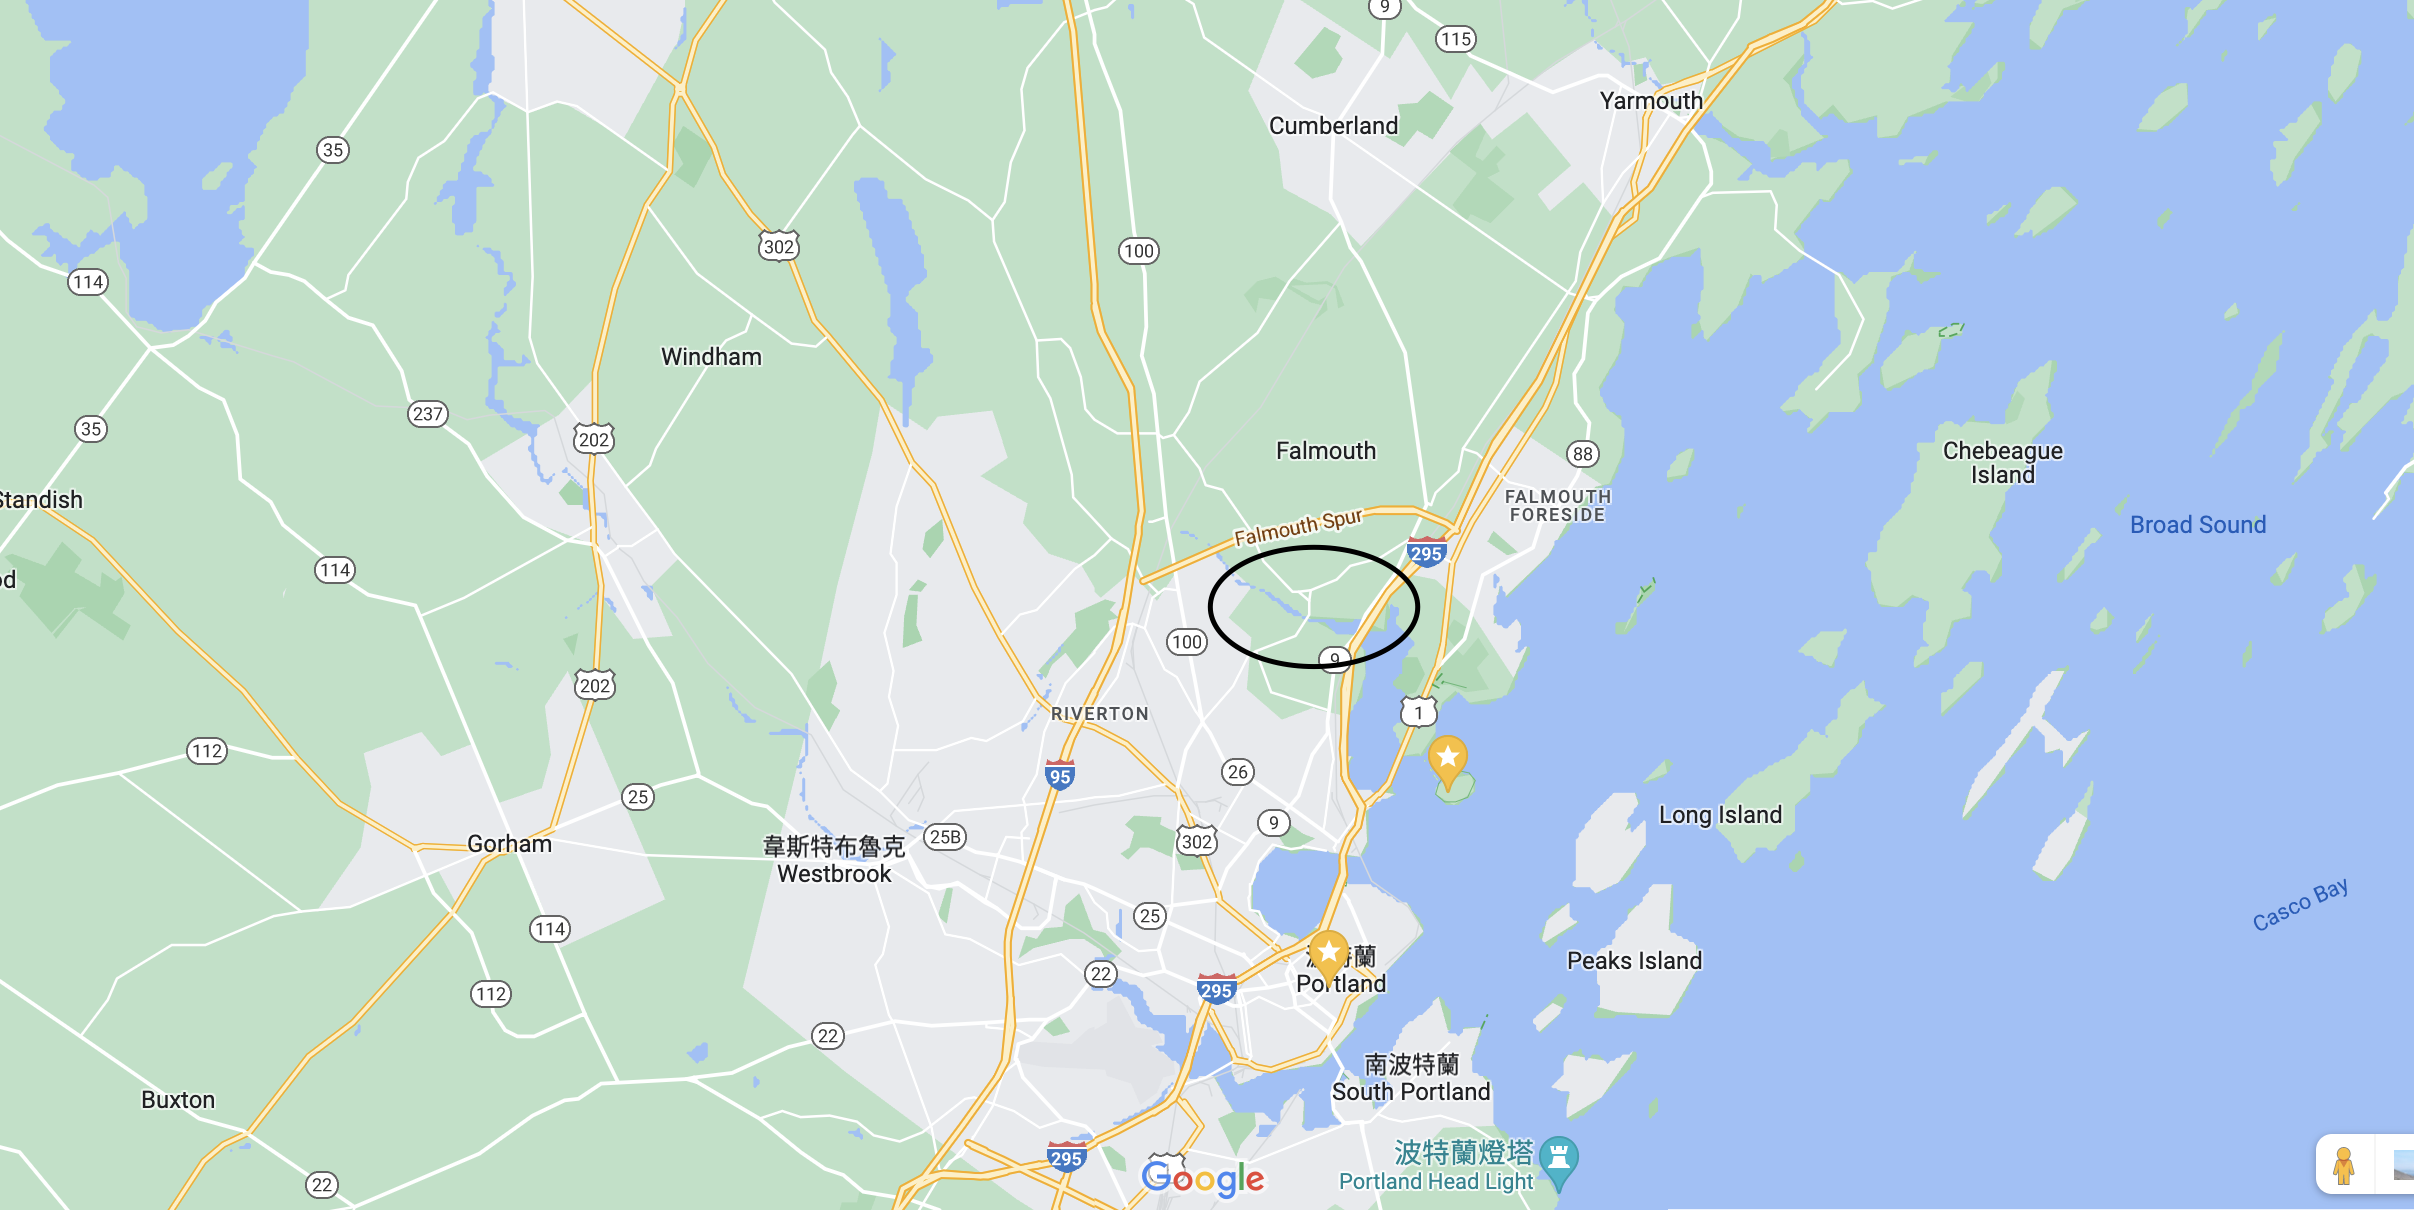 9
115
Yarmouth
Cumberland
35
302
100
114
Windham
237
35
202
Falmouth
88
Chebeague
Island
Standish
FALMOUTH
FORESIDE
Falmouth Spur
Broad Sound
295
114
100
9
202
RIVERTON
1
112
95
26
25
Long Island
9
25B
302
Gorham
韋斯特布魯克
Westbrook
Casco Bay
25
114
蘭
Portland
Peaks Island
22
295
112
22
南波特蘭
South Portland
Buxton
波特蘭燈塔
Portland Head Light
295
Google
22